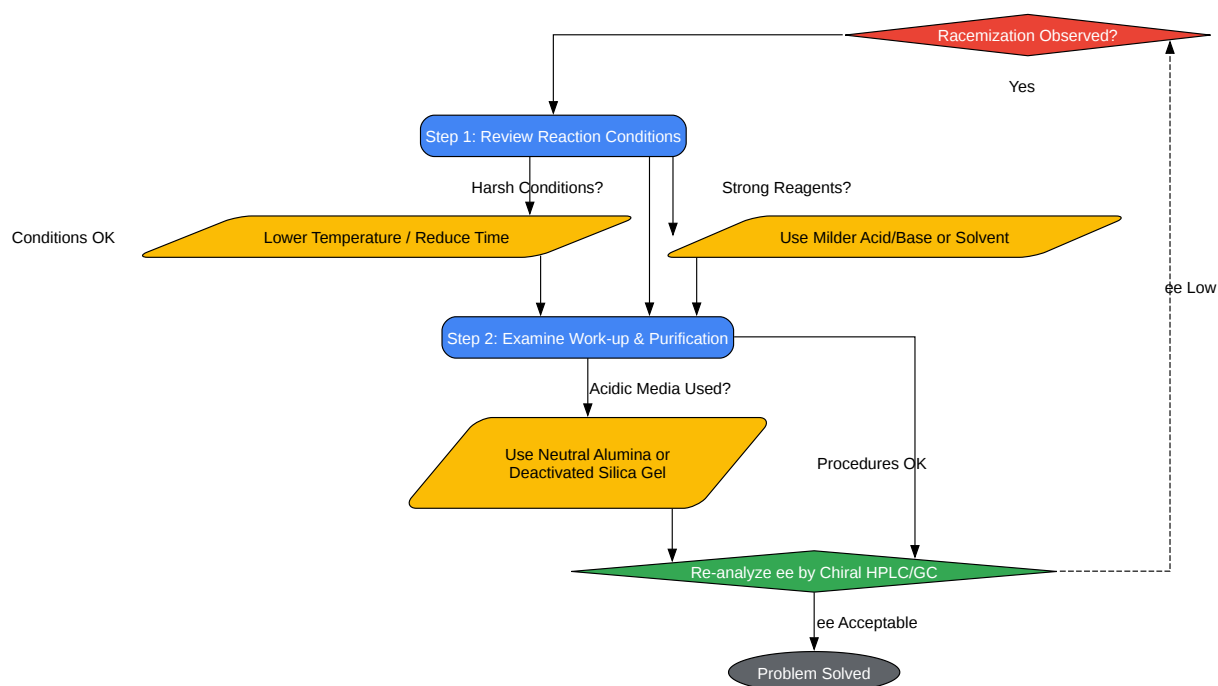 Racemization Observed?
Yes
Step 1: Review Reaction Conditions
Harsh Conditions?
Strong Reagents?
Conditions OK
Lower Temperature / Reduce Time
Use Milder Acid/Base or Solvent
ee Low
Step 2: Examine Work-up & Purification
Acidic Media Used?
Use Neutral Alumina or
Deactivated Silica Gel
Procedures OK
Re-analyze ee by Chiral HPLC/GC
ee Acceptable
Problem Solved